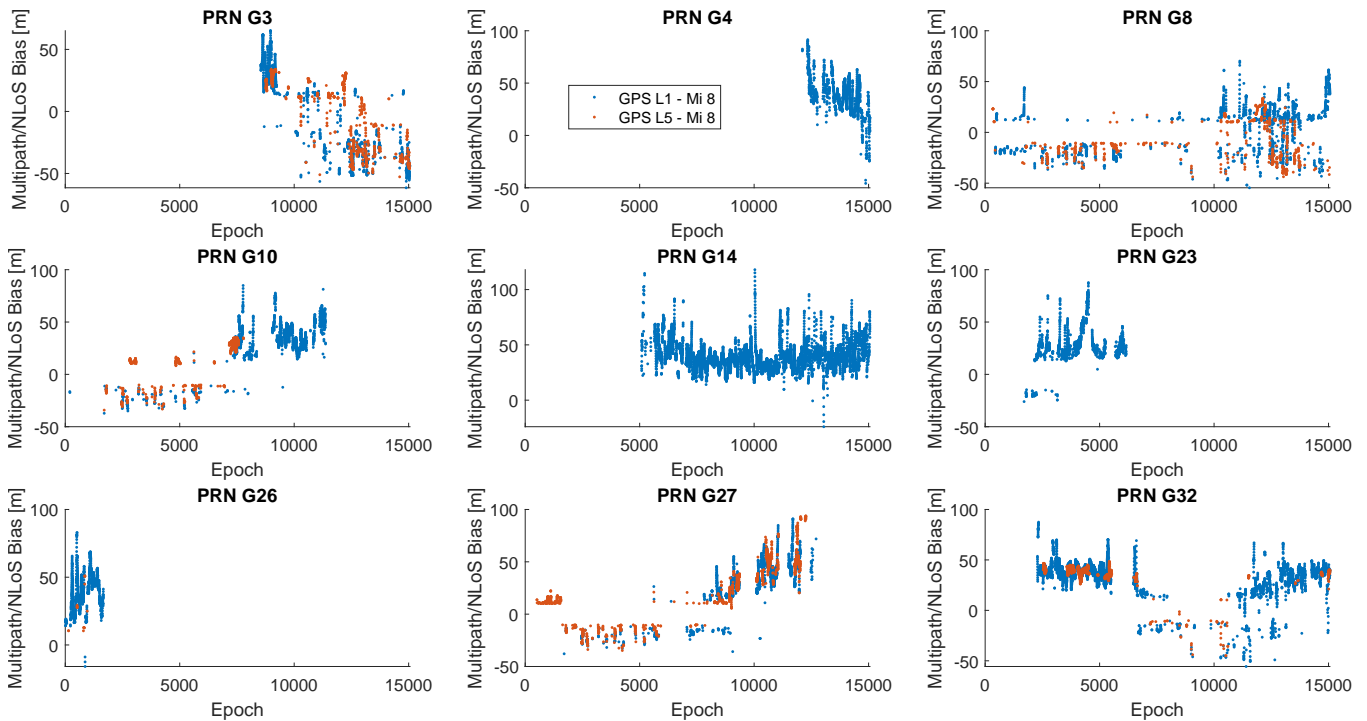 PRN G3
PRN G4
PRN G8
Multipath/NLoS Bias [m]
50
0
-50
0 5000 10000 15000
Epoch
Multipath/NLoS Bias [m]
100
50
0
-50
0 5000 10000 15000
Epoch
GPS L1 - Mi 8
GPS L5 - Mi 8
Multipath/NLoS Bias [m]
100
50
0
-50
0 5000 10000 15000
Epoch
PRN G10
PRN G14
PRN G23
Multipath/NLoS Bias [m]
100
50
0
-50
0 5000 10000 15000
Epoch
Multipath/NLoS Bias [m]
100
50
0
0 5000 10000 15000
Epoch
Multipath/NLoS Bias [m]
100
50
0
-50
0 5000 10000 15000
Epoch
PRN G26
PRN G27
PRN G32
Multipath/NLoS Bias [m]
100
50
0
0 5000 10000 15000
Epoch
Multipath/NLoS Bias [m]
100
50
0
-50
0 5000 10000 15000
Epoch
Multipath/NLoS Bias [m]
100
50
0
-50
0 5000 10000 15000
Epoch